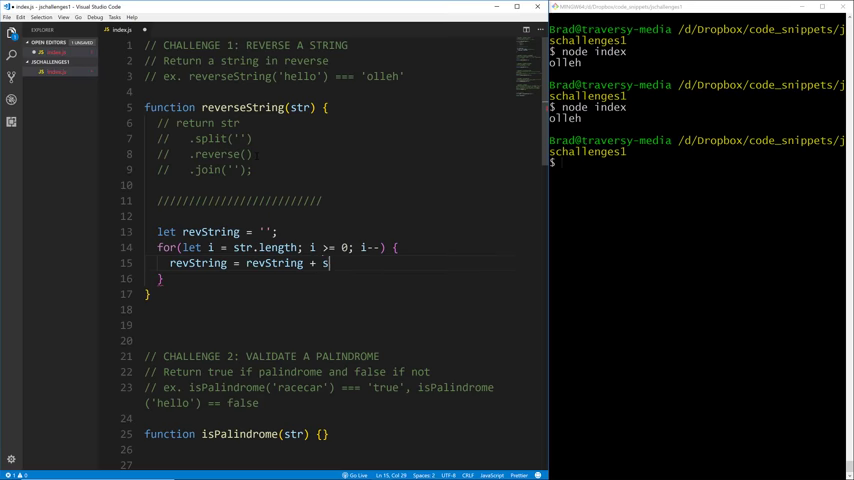 index.js - jschallenges1 - Visual Studio Code
File Edit Selection View Go Debug Tasks Help
EXPLORER
OPEN EDITORS 1 UNSAVED
index.js
JSCHALLENGES1
index.js
index.js
1 // CHALLENGE 1: REVERSE A STRING
2 // Return a string in reverse
3 // ex. reverseString('hello') === 'olleh'
4
5 function reverseString(str) {
6 // return str
7 // .split('')
8 // .reverse()
9 // .join('');
10
11 //////////////////////////
12
13 let revString = '';
14 for(let i = str.length; i >= 0; i--) {
15 revString = revString + s
16 }
17 }
18
19
20
21 // CHALLENGE 2: VALIDATE A PALINDROME
22 // Return true if palindrome and false if not
23 // ex. isPalindrome('racecar') === 'true', isPalindrome
('hello') == false
24
25 function isPalindrome(str) {}
26
27
1 0
Go Live Ln 15, Col 29 Spaces: 2 UTF-8 CRLF JavaScript Prettier
MINGW64:/d/Dropbox/code_snippets/jschallenges1
Brad@traversy-media /d/Dropbox/code_snippets/j
schallenges1
$ node index
olleh
Brad@traversy-media /d/Dropbox/code_snippets/j
schallenges1
$ node index
olleh
Brad@traversy-media /d/Dropbox/code_snippets/j
schallenges1
$